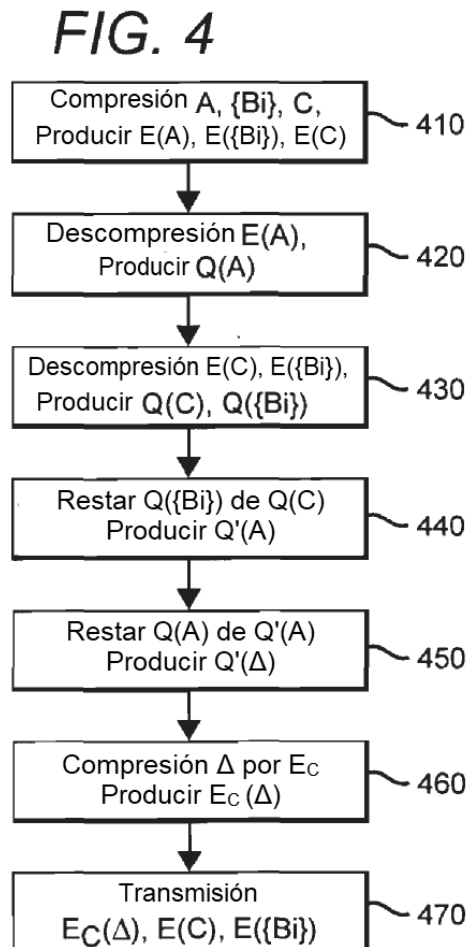 FIG. 4
Compresión A, {Bi}, C,
Producir E(A), E({Bi}), E(C)
410
Descompresión E(A),
Producir Q(A)
420
Descompresión E(C), E({Bi}),
Producir Q(C), Q({Bi})
430
Restar Q({Bi}) de Q(C)
Producir Q'(A)
440
Restar Q(A) de Q'(A)
Producir Q'(Δ)
450
Compresión Δ por EC
Producir EC (Δ)
460
Transmisión
EC(Δ), E(C), E({Bi})
470